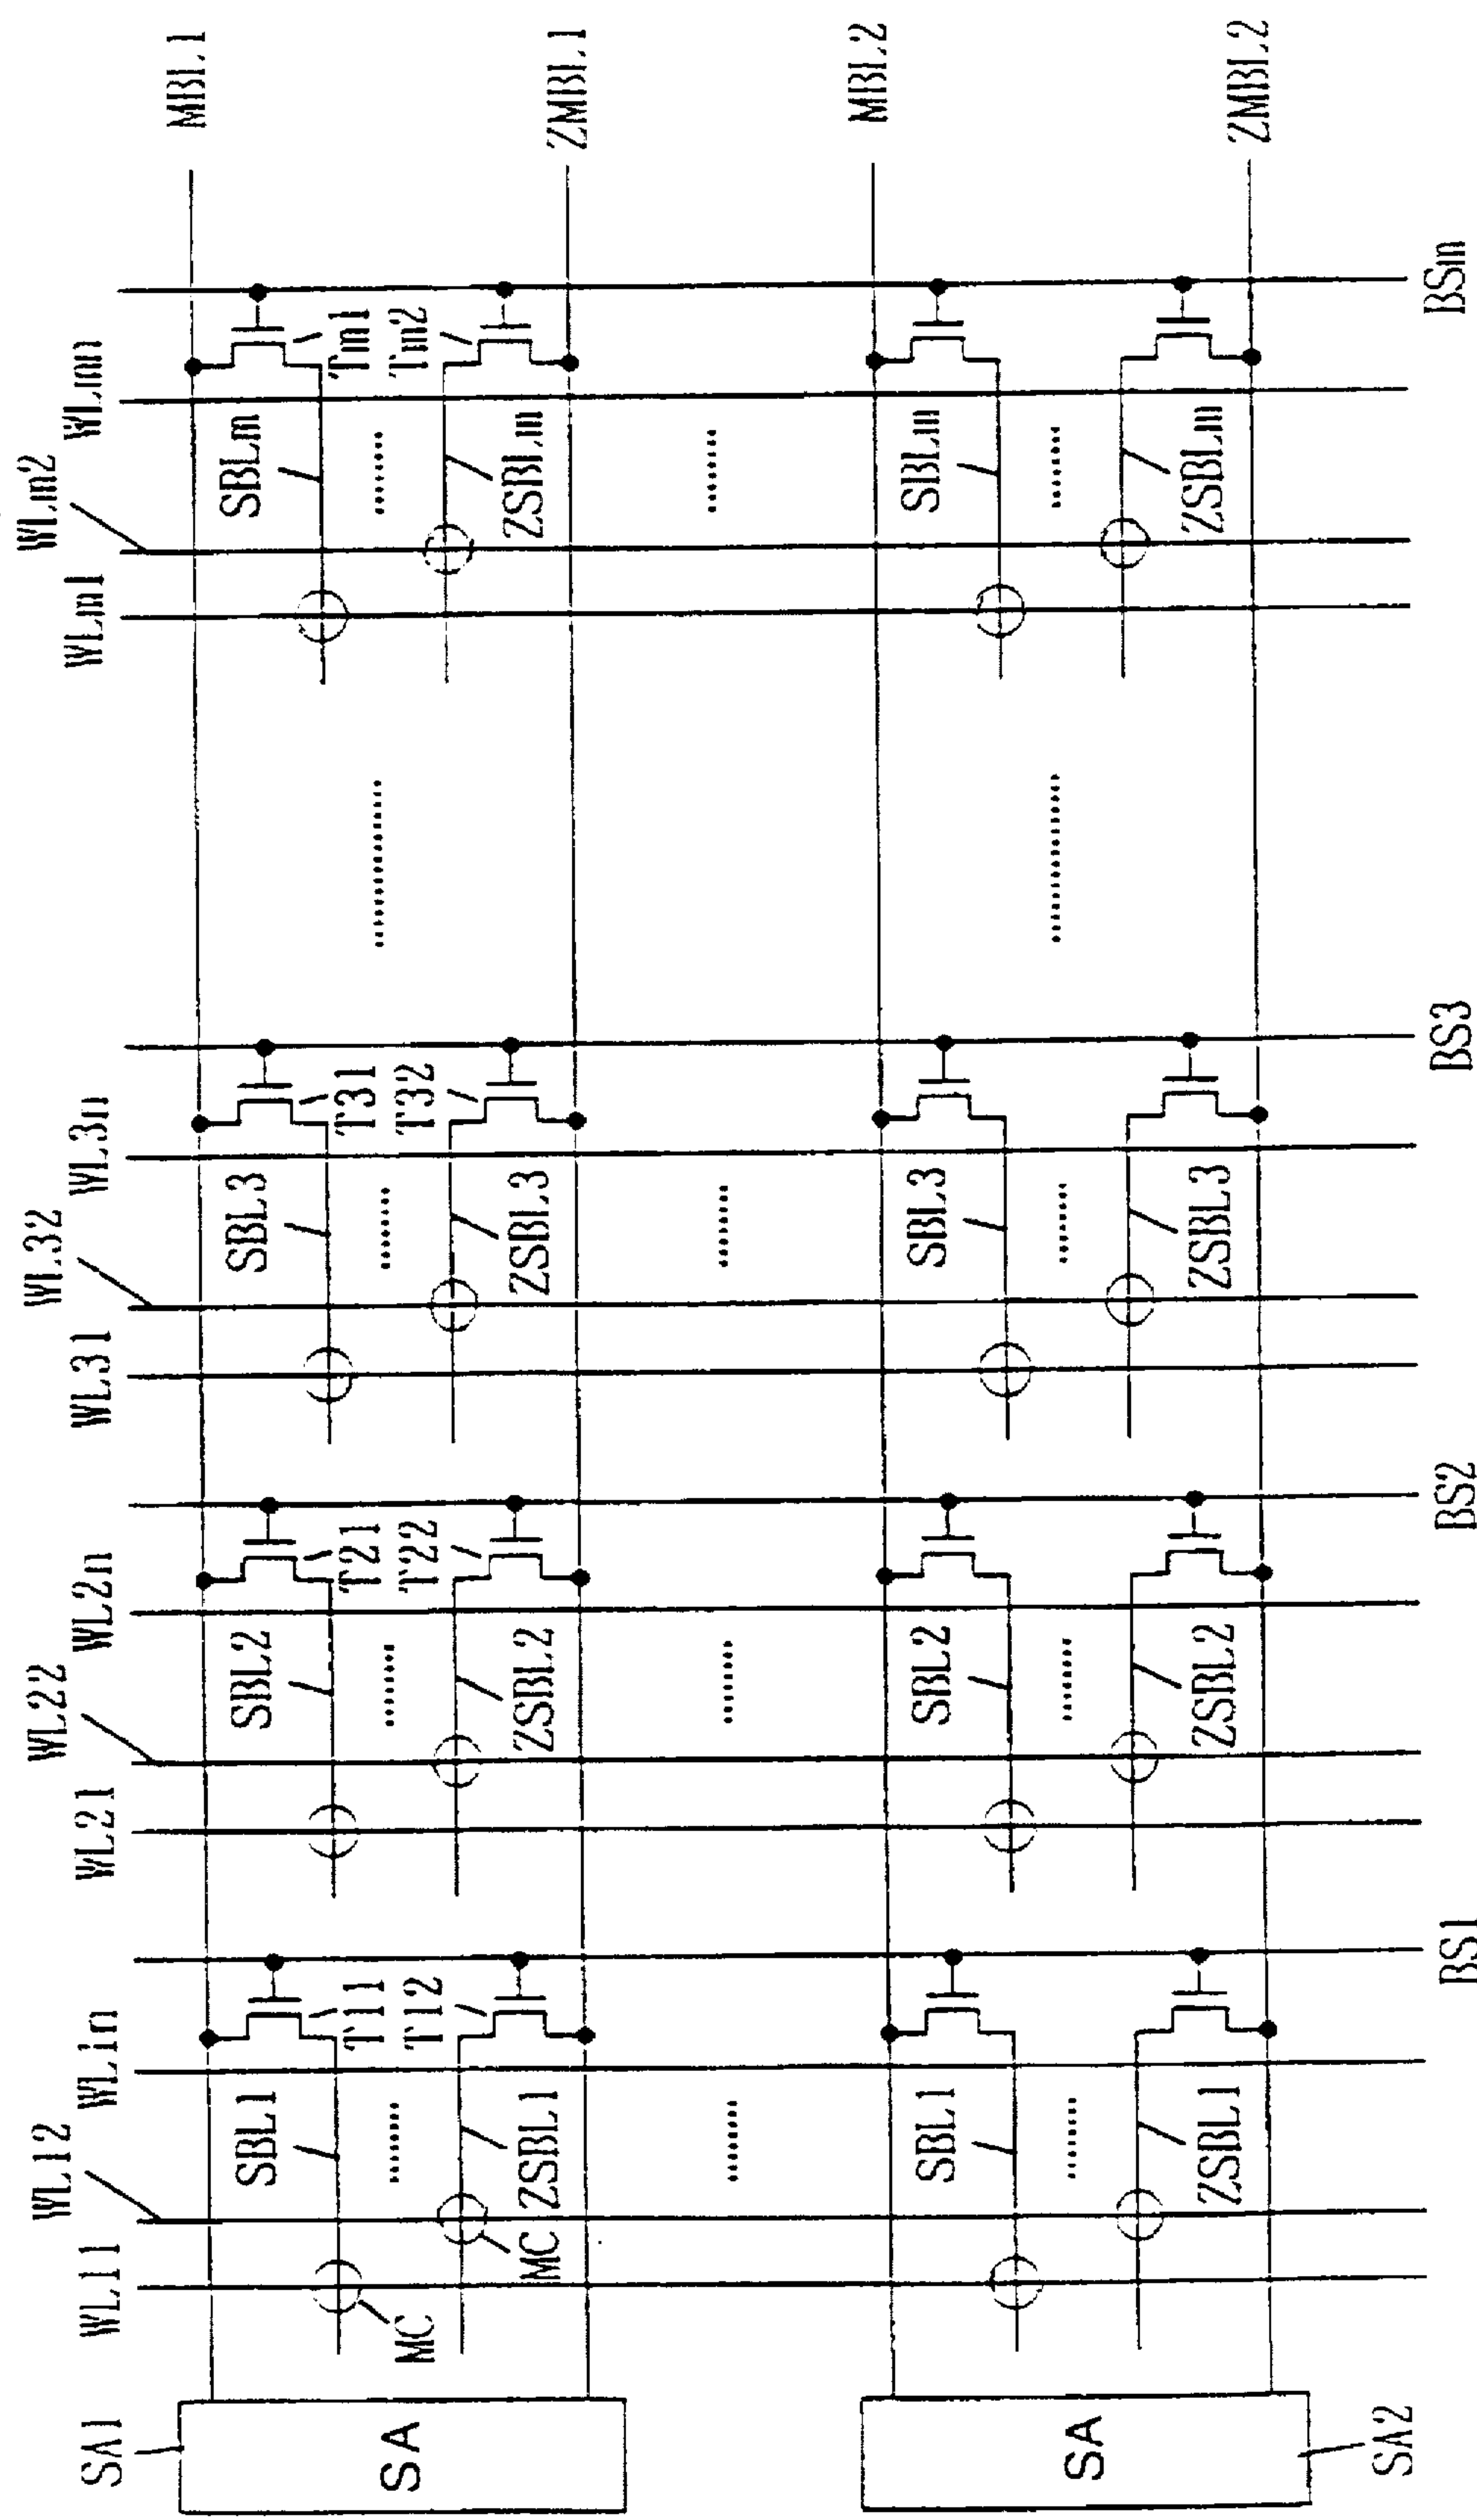 WL12 WL22 WL32 WLm2
SA1 WL11 WL1n WL21 WL2n WL31 WL3n WLm1 WLmn
MBL1
SBL1 SBL2 SBL3 SBLm
T11 T21 T31 Tm1
SA MC T12 T22 T32 Tm2
MC ZSBL1 ZSBL2 ZSBL3 ZSBLm
ZMBL1
MBL2
SBL1 SBL2 SBL3 SBLm
SA
ZSBL1 ZSBL2 ZSBL3 ZSBLm
ZMBL2
SA2
BS1 BS2 BS3 BSm